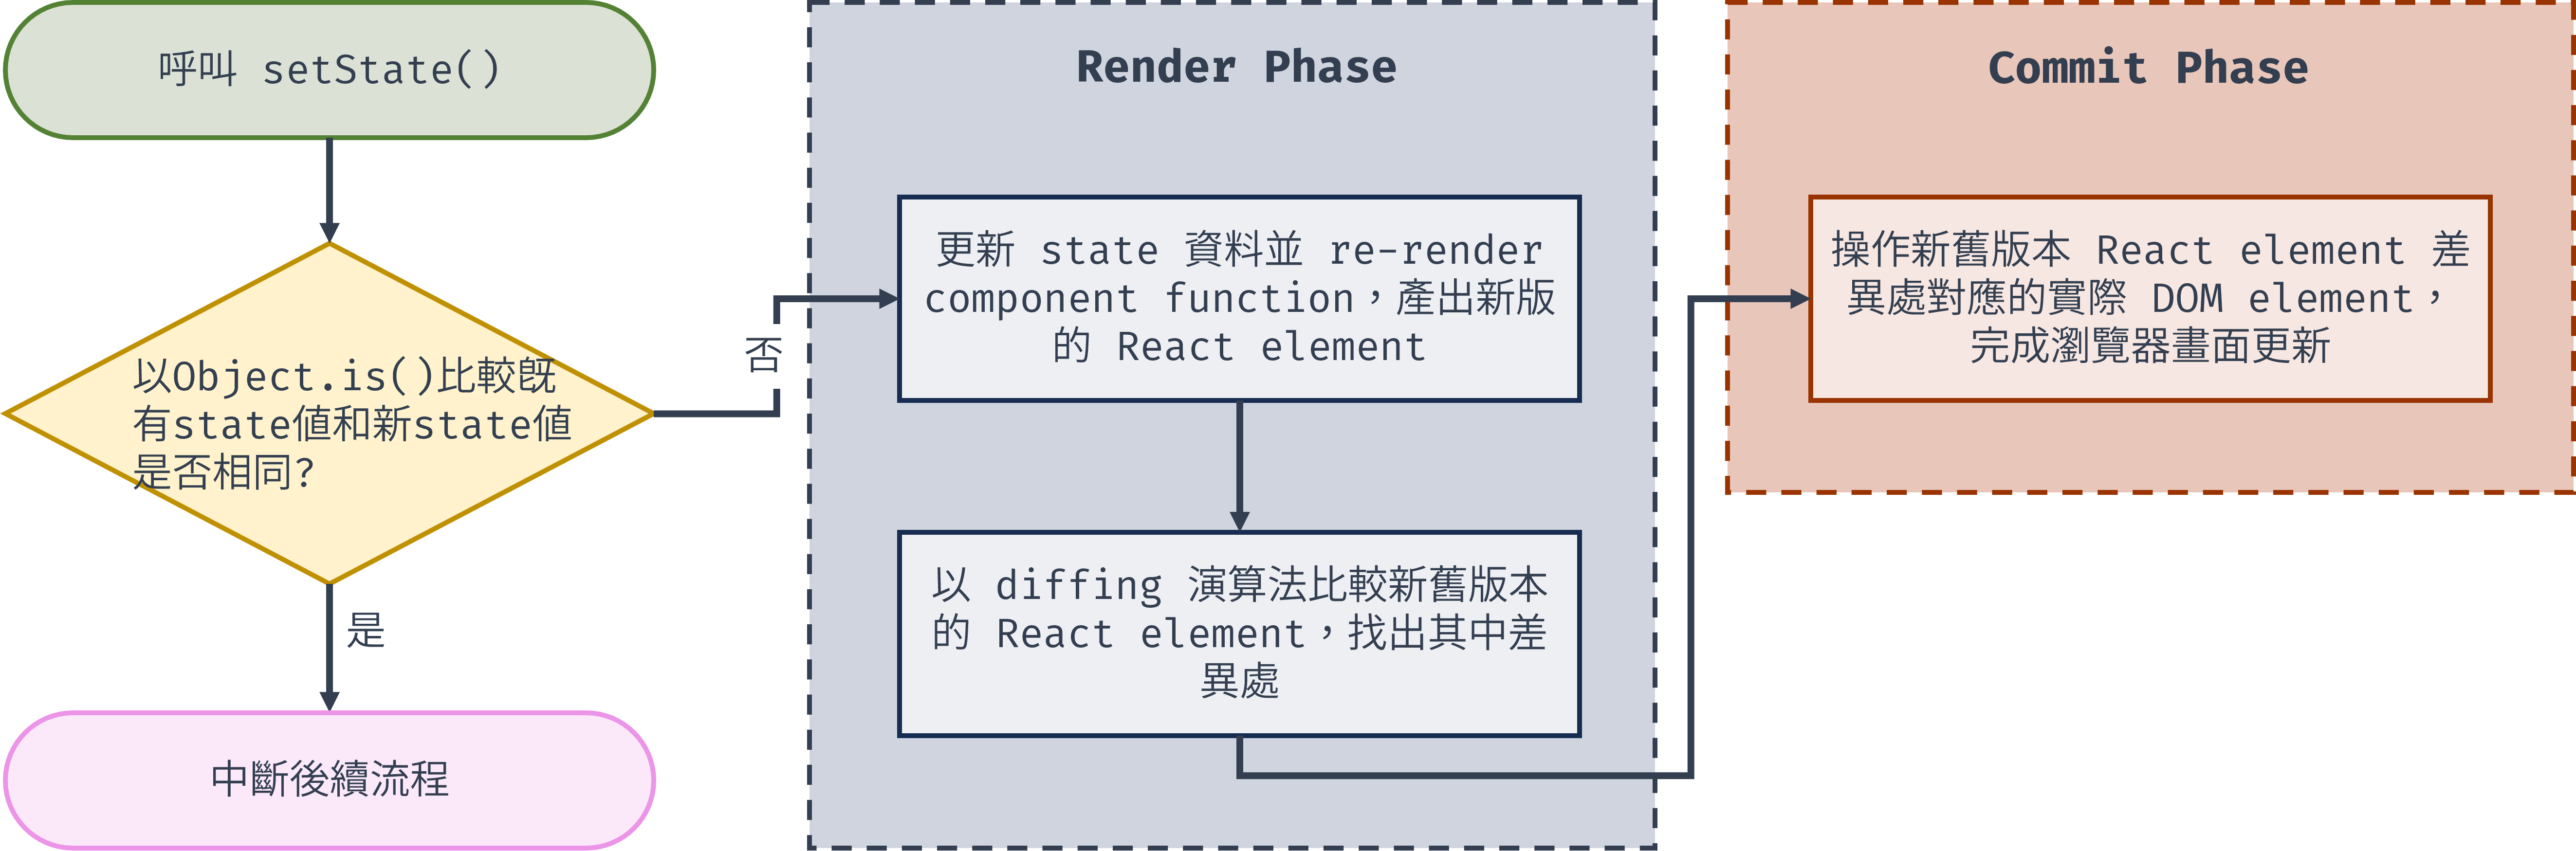 呼叫 setState()
以Object.is()比較既
有state值和新state值
是否相同?
是
中斷後續流程
否
Render Phase
更新 state 資料並 re-render
component function，產出新版
的 React element
以 diffing 演算法比較新舊版本
的 React element，找出其中差
異處
Commit Phase
操作新舊版本 React element 差
異處對應的實際 DOM element，
完成瀏覽器畫面更新